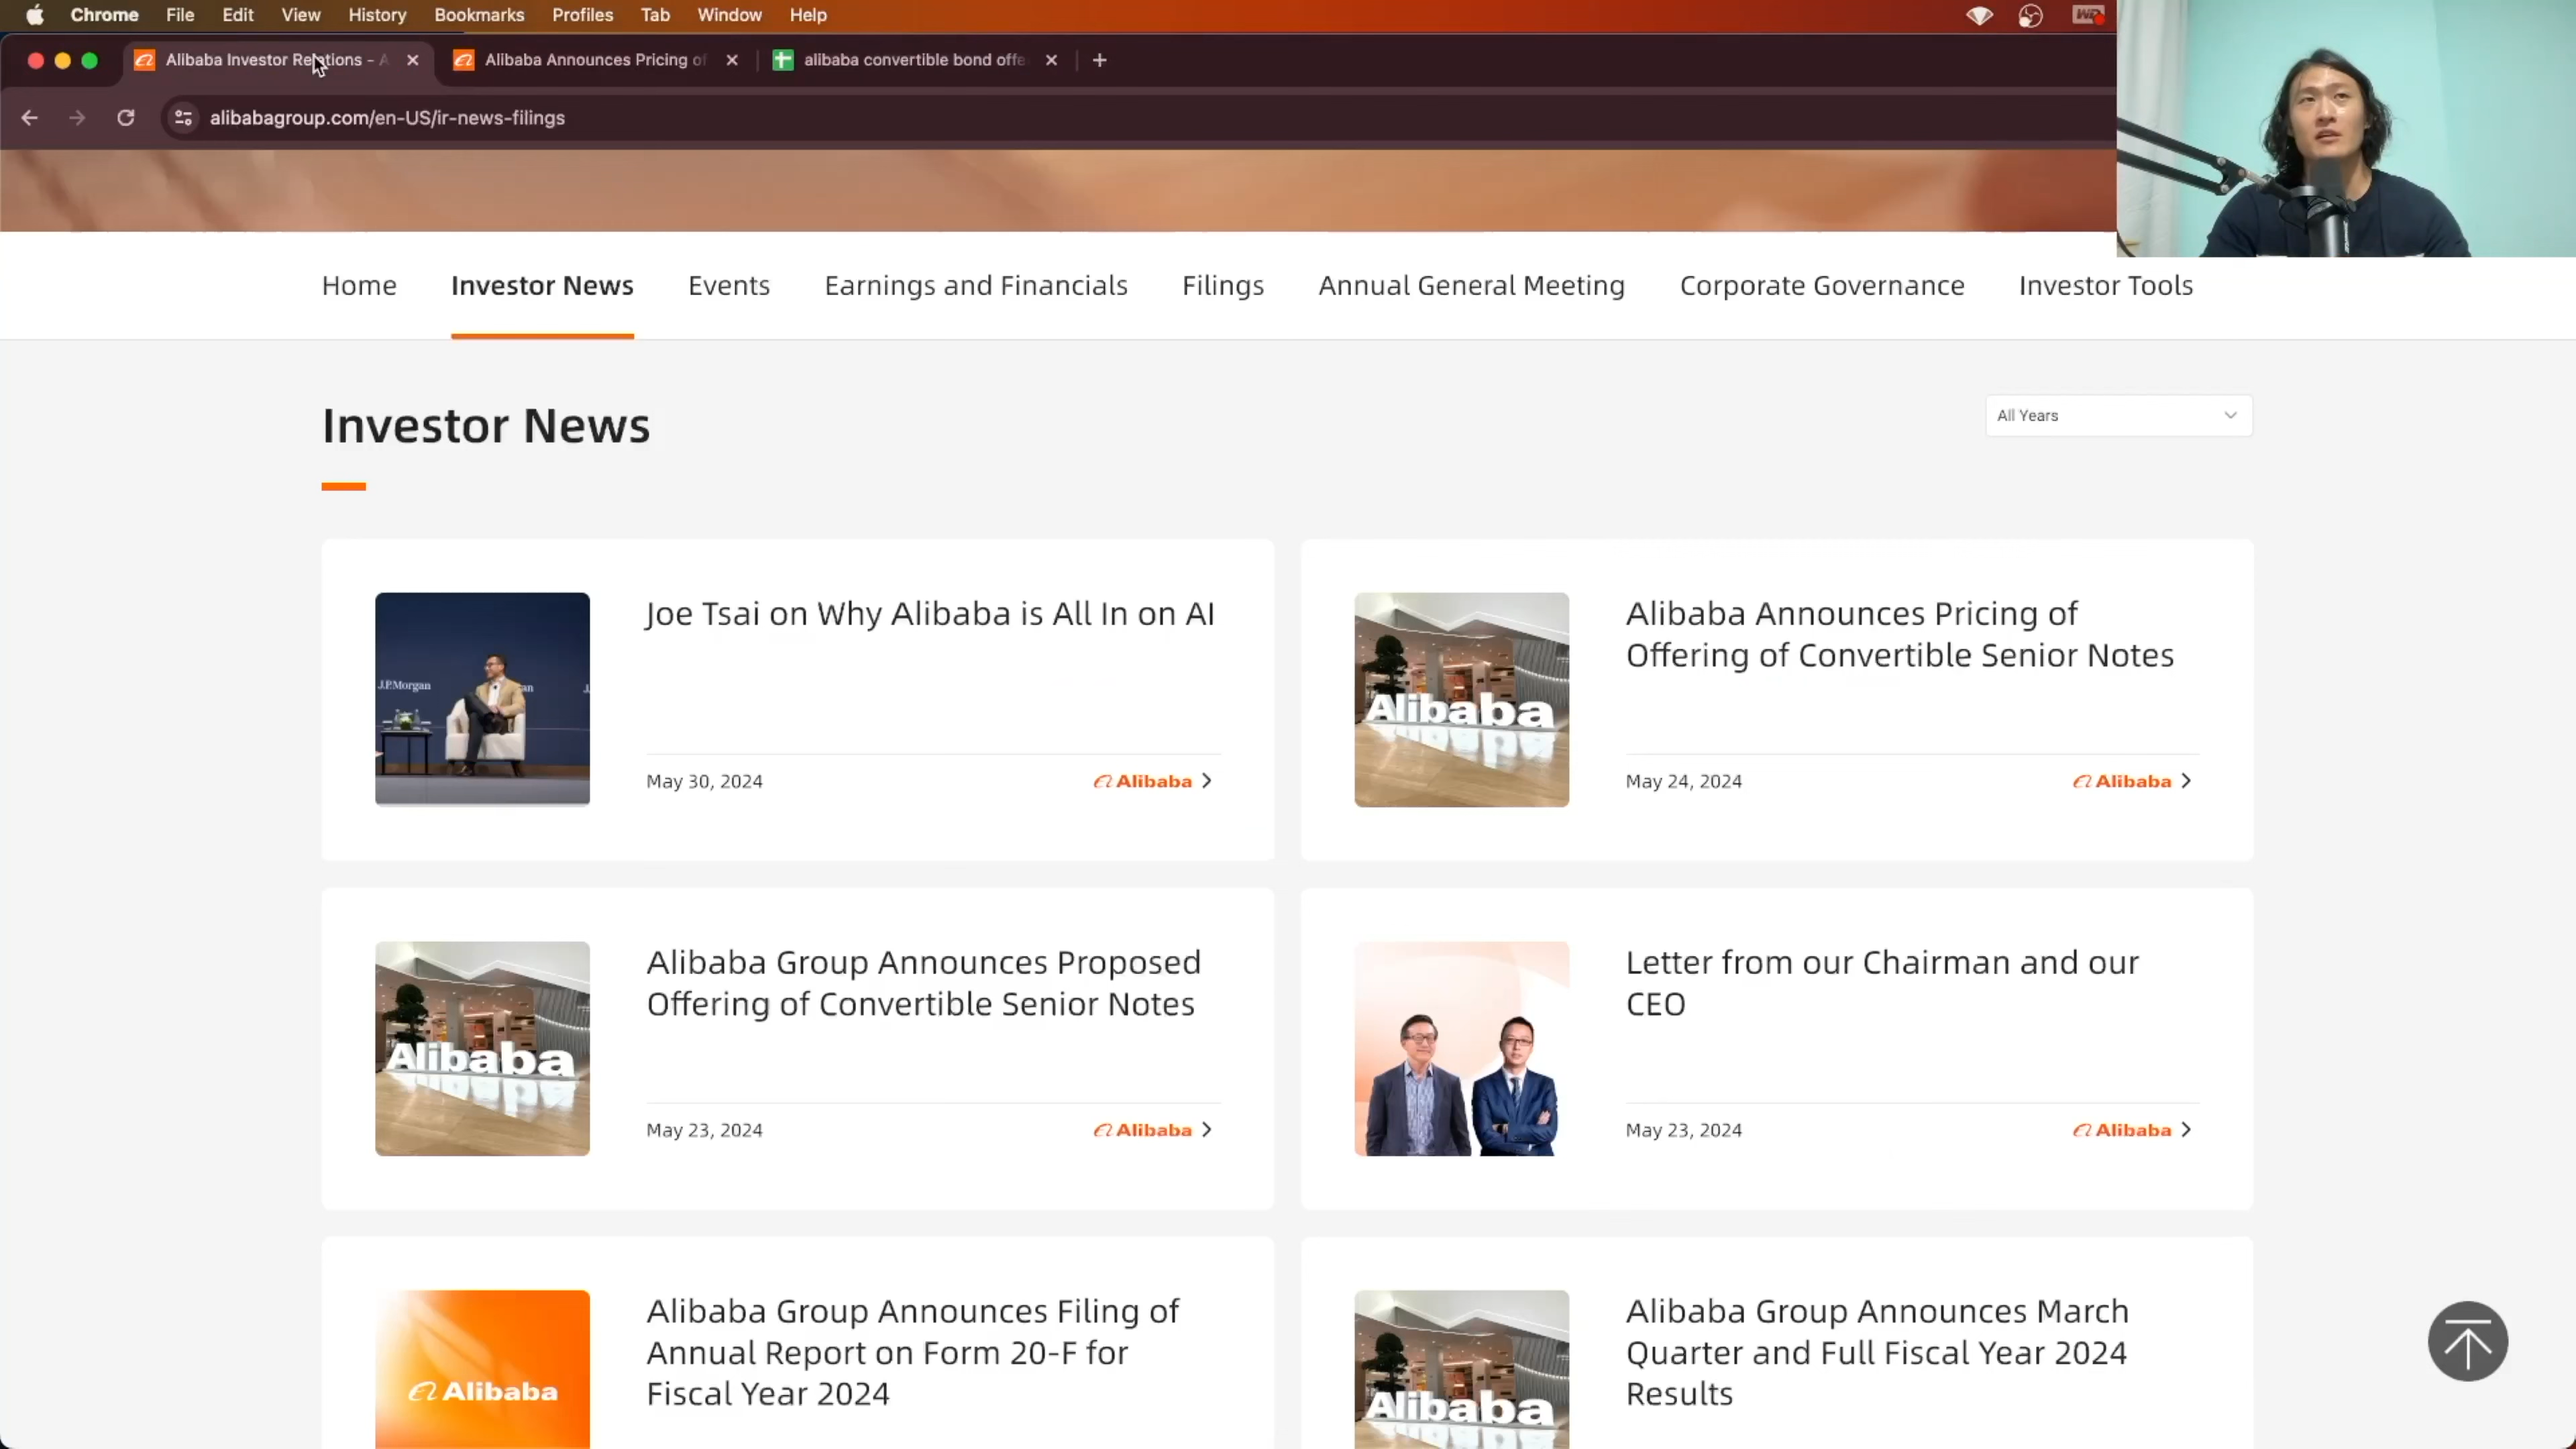 Chrome File Edit View History Bookmarks Profiles Tab Window Help
Alibaba Investor Relations - A
Alibaba Announces Pricing of
alibaba convertible bond offe
alibabagroup.com/en-US/ir-news-filings
Home Investor News Events Earnings and Financials Filings Annual General Meeting Corporate Governance Investor Tools
Investor News
All Years
Joe Tsai on Why Alibaba is All In on AI
J.P.Morgan
May 30, 2024
Alibaba
Alibaba Announces Pricing of
Offering of Convertible Senior Notes
Alibaba
May 24, 2024
Alibaba
Alibaba Group Announces Proposed
Offering of Convertible Senior Notes
Alibaba
May 23, 2024
Alibaba
Letter from our Chairman and our
CEO
May 23, 2024
Alibaba
Alibaba Group Announces Filing of
Annual Report on Form 20-F for
Fiscal Year 2024
Alibaba
Alibaba Group Announces March
Quarter and Full Fiscal Year 2024
Results
Alibaba